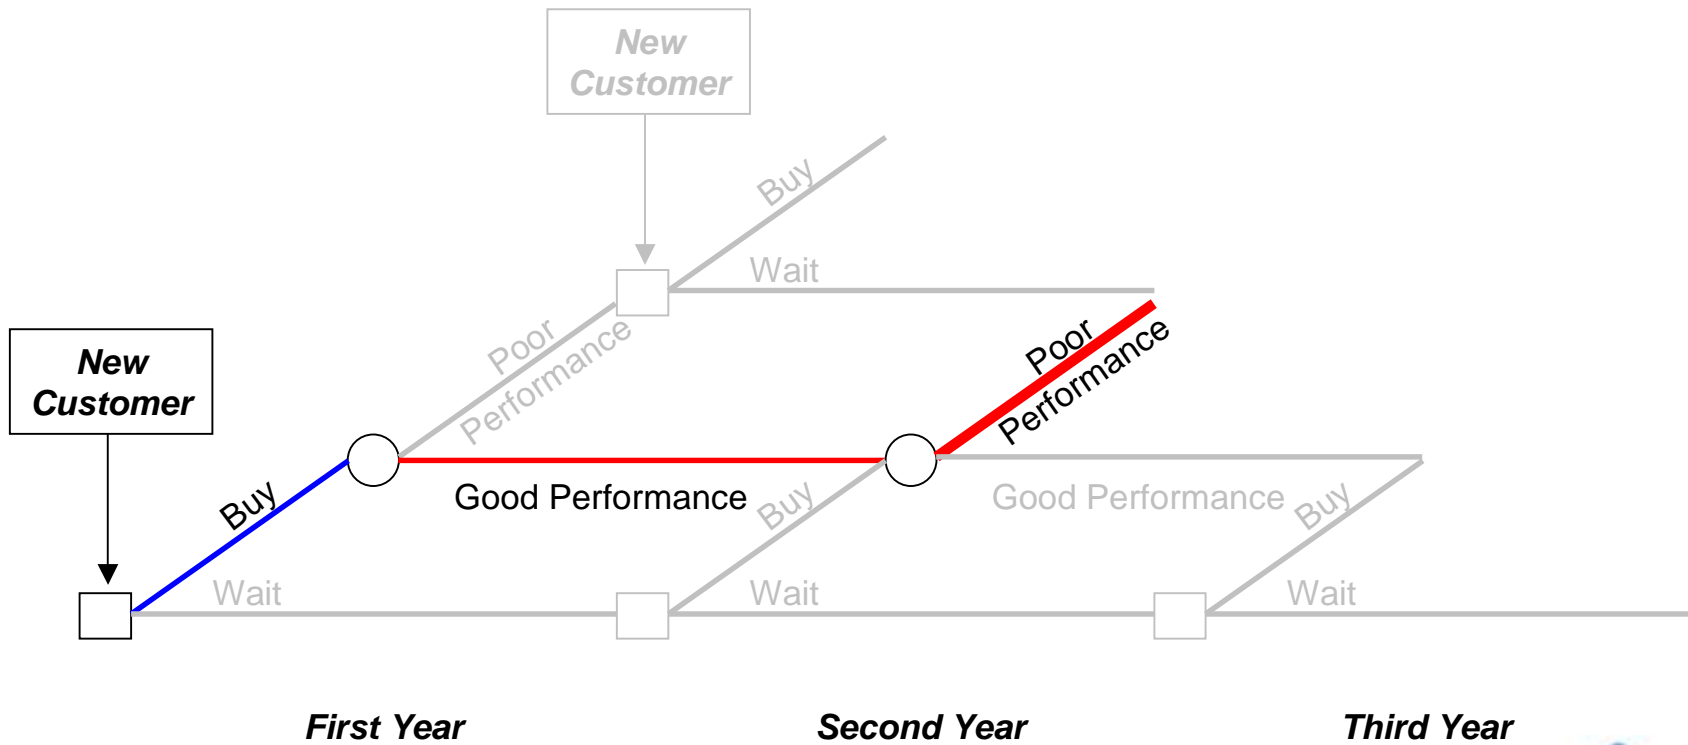 New
Customer
Buy
Wait
Poor
Performance
Poor
Performance
New
Customer
Good Performance
Good Performance
Buy
Buy
Buy
Wait
Wait
Wait
First Year
Second Year
Third Year